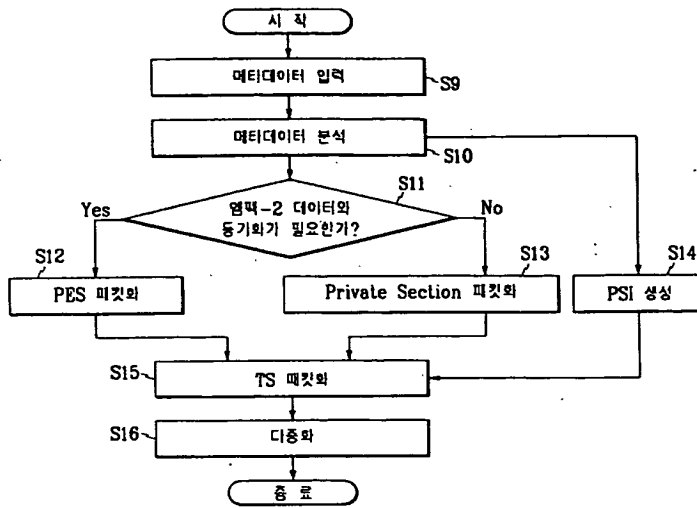 시 작
메타데이터 입력
S9
메타데이터 분석
S10
S11
엠펙-2 데이터와
동기화가 필요한가?
Yes
No
S12
PES 패킷화
S13
Private Section 패킷화
S14
PSI 생성
S15
TS 패킷화
S16
다중화
종 료